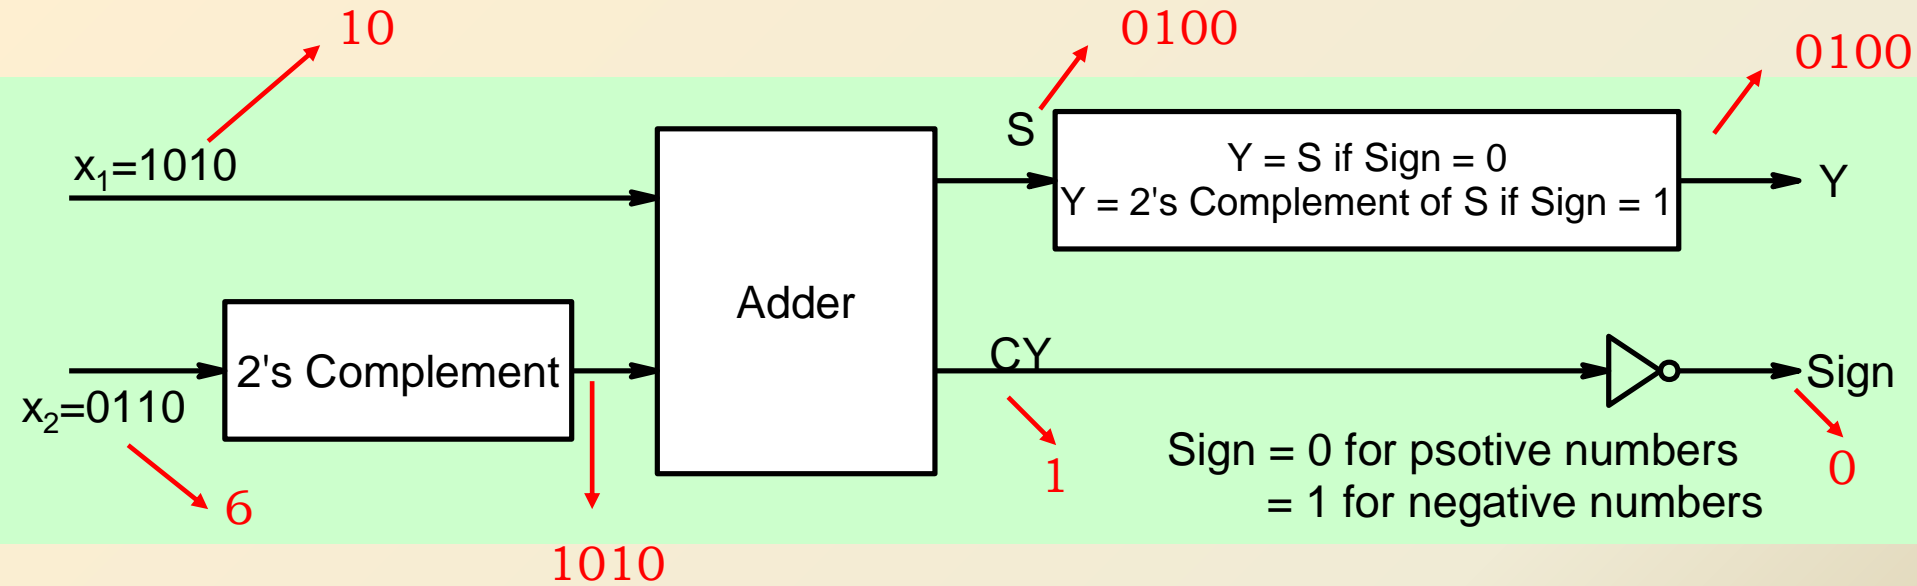 10
0100
0100
x₁=1010
S
Y = S if Sign = 0
Y = 2's Complement of S if Sign = 1
Y
Adder
2's Complement
x₂=0110
CY
Sign
6
1010
1
Sign = 0 for psotive numbers
= 1 for negative numbers
0